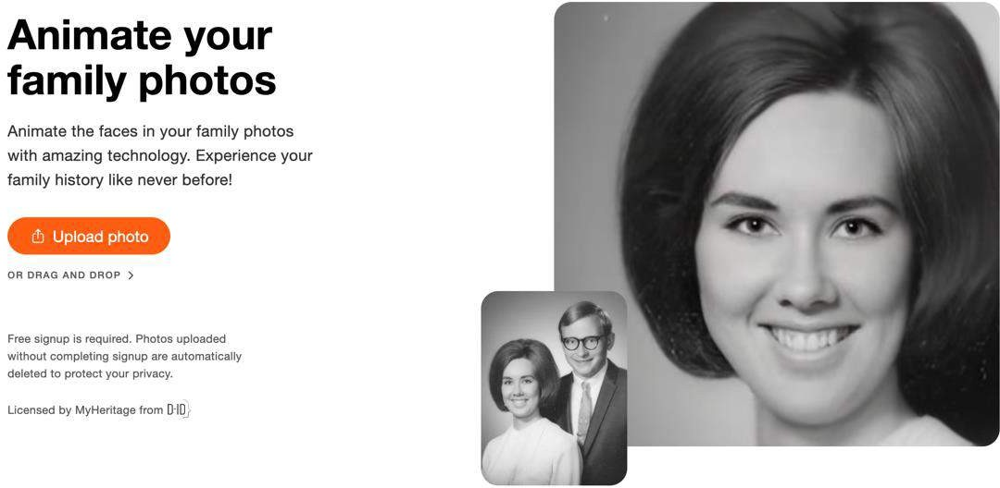 Animate your
family photos
Animate the faces in your family photos
with amazing technology. Experience your
family history like never before!
Upload photo
OR DRAG AND DROP
Free signup is required. Photos uploaded
without completing signup are automatically
deleted to protect your privacy.
Licensed by MyHeritage from D-ID